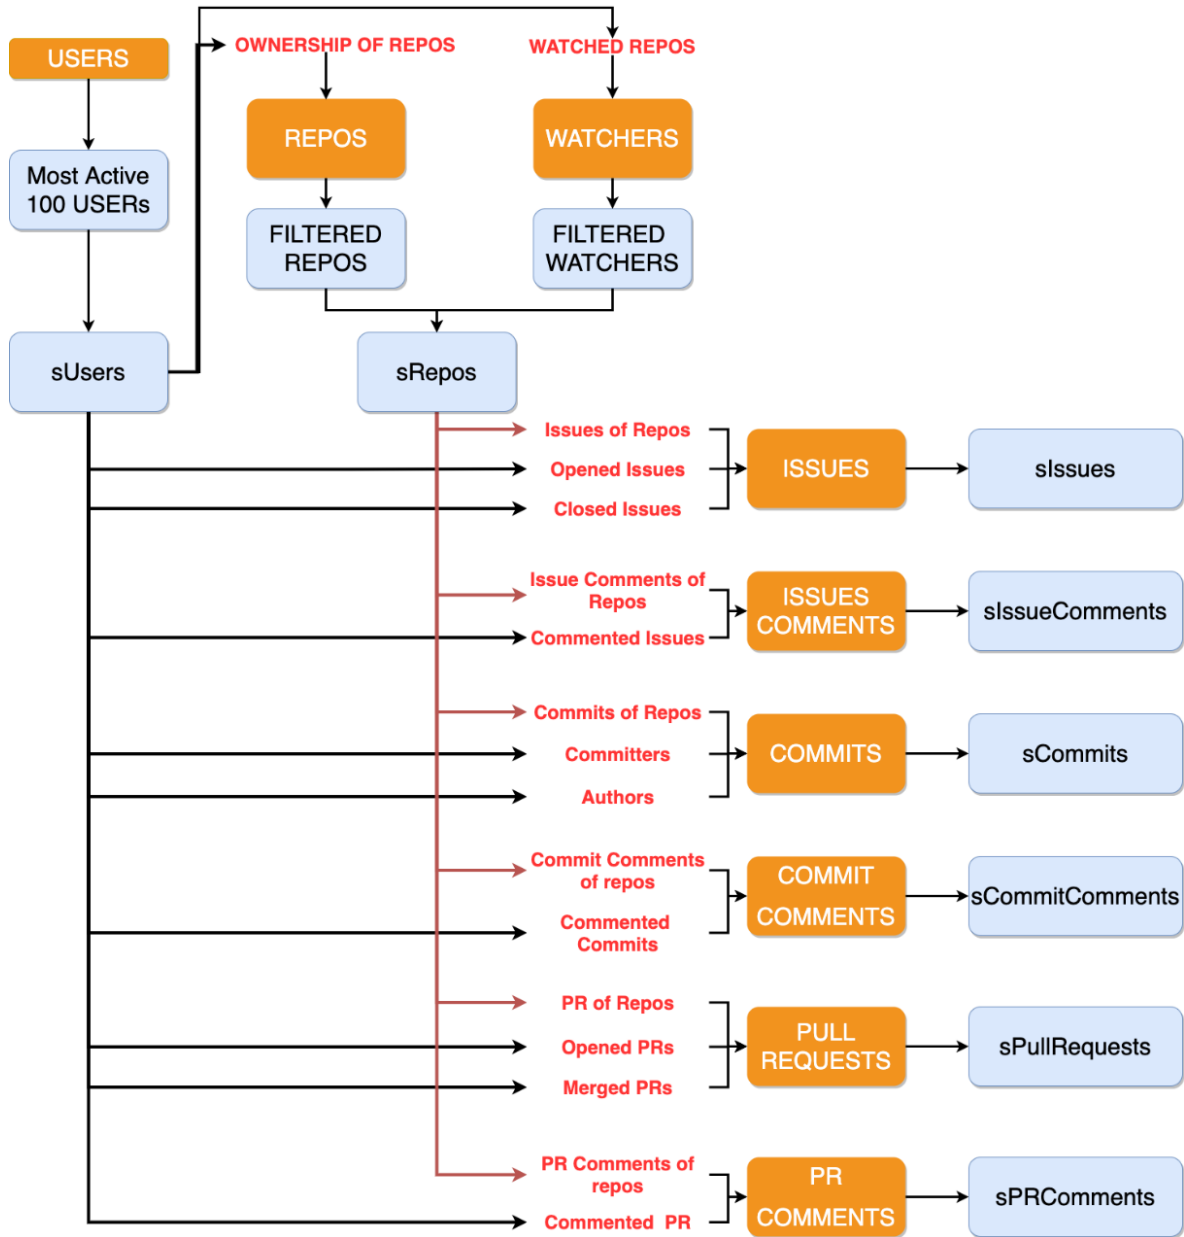 OWNERSHIP OF REPOS
WATCHED REPOS
USERS
REPOS
WATCHERS
Most Active
100 USERs
FILTERED
REPOS
FILTERED
WATCHERS
sUsers
sRepos
Issues of Repos
Opened Issues
Closed Issues
ISSUES
sIssues
Issue Comments of
Repos
Commented Issues
ISSUES
COMMENTS
sIssueComments
Commits of Repos
Committers
Authors
COMMITS
sCommits
Commit Comments
of repos
Commented
Commits
COMMIT
COMMENTS
sCommitComments
PR of Repos
Opened PRs
Merged PRs
PULL
REQUESTS
sPullRequests
PR Comments of
repos
Commented PR
PR
COMMENTS
sPRComments